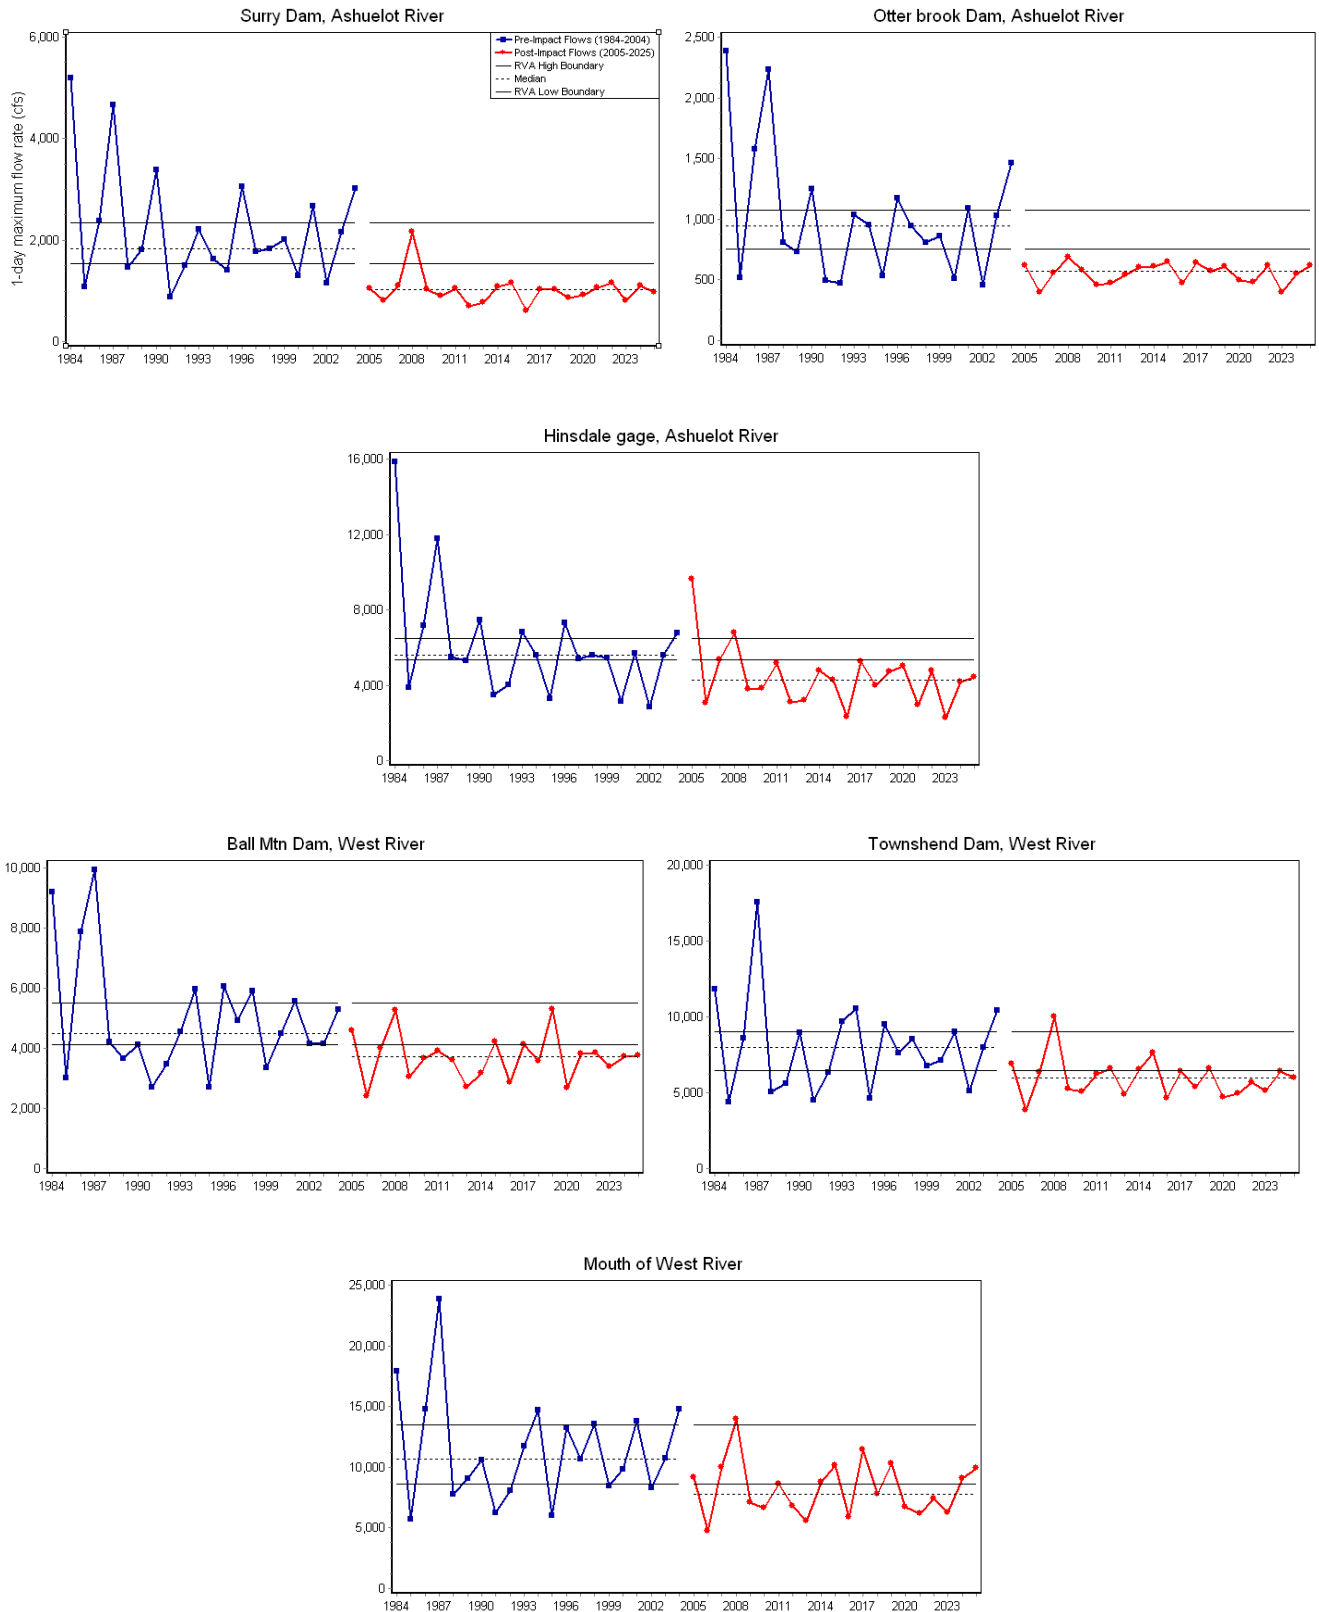 Surry Dam, Ashuelot River
1-day maximum flow rate (cfs)
6,000
4,000
2,000
0
Pre-Impact Flows (1984-2004)
Post-Impact Flows (2005-2025)
RVA High Boundary
Median
RVA Low Boundary
1984 1987 1990 1993 1996 1999 2002 2005 2008 2011 2014 2017 2020 2023
Otter brook Dam, Ashuelot River
2,500
2,000
1,500
1,000
500
0
1984 1987 1990 1993 1996 1999 2002 2005 2008 2011 2014 2017 2020 2023
Hinsdale gage, Ashuelot River
16,000
12,000
8,000
4,000
0
1984 1987 1990 1993 1996 1999 2002 2005 2008 2011 2014 2017 2020 2023
Ball Mtn Dam, West River
10,000
8,000
6,000
4,000
2,000
0
1984 1987 1990 1993 1996 1999 2002 2005 2008 2011 2014 2017 2020 2023
Townshend Dam, West River
20,000
15,000
10,000
5,000
0
1984 1987 1990 1993 1996 1999 2002 2005 2008 2011 2014 2017 2020 2023
Mouth of West River
25,000
20,000
15,000
10,000
5,000
0
1984 1987 1990 1993 1996 1999 2002 2005 2008 2011 2014 2017 2020 2023